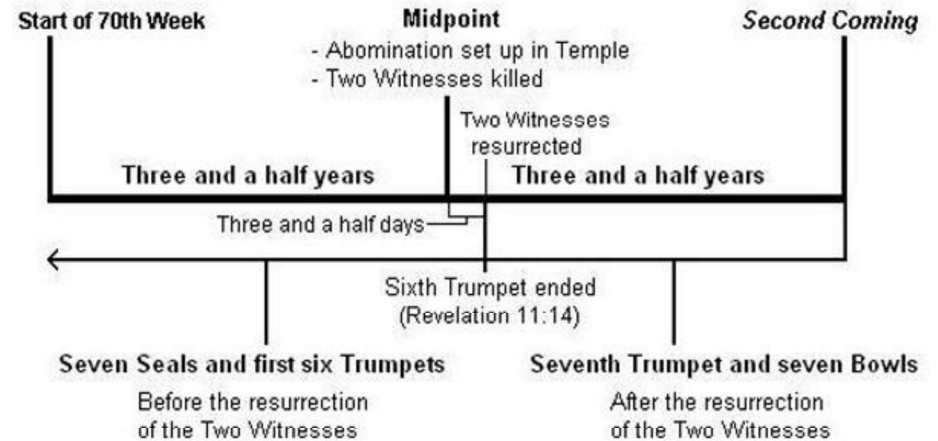 Start of 70th Week
Midpoint
Second Coming
- Abomination set up in Temple
- Two Witnesses killed
Two Witnesses
resurrected
Three and a half years
Three and a half years
Three and a half days
Sixth Trumpet ended
(Revelation 11:14)
Seven Seals and first six Trumpets
Before the resurrection
of the Two Witnesses
Seventh Trumpet and seven Bowls
After the resurrection
of the Two Witnesses